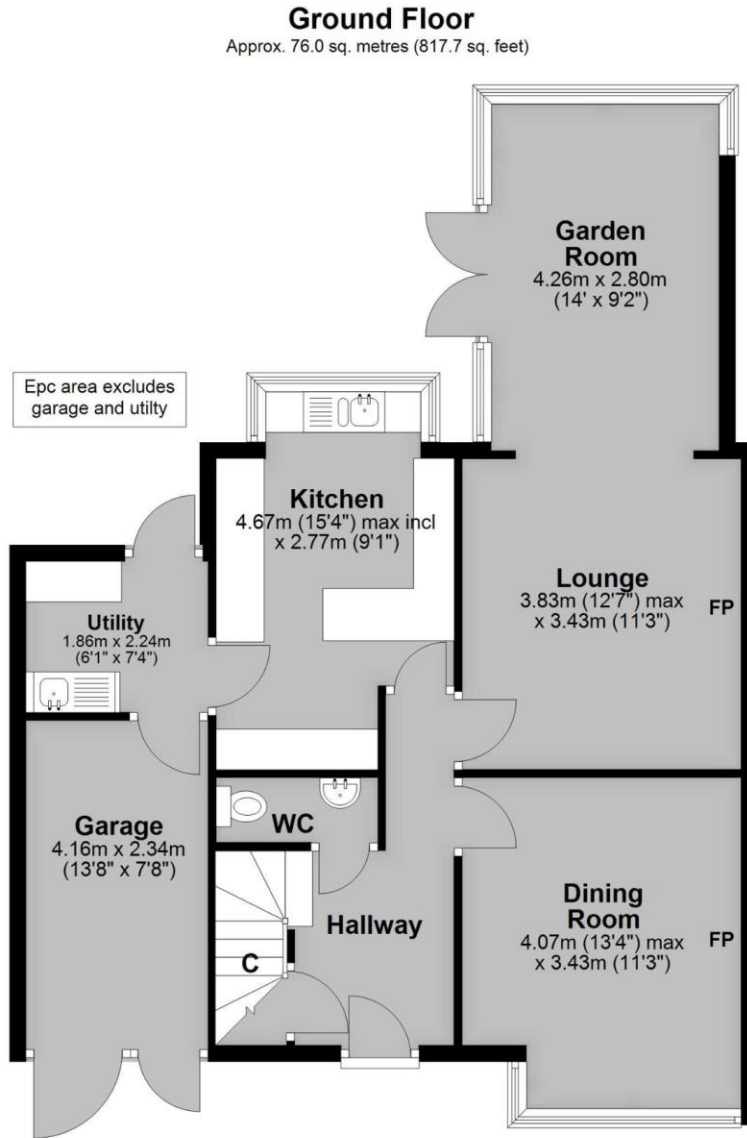 Ground Floor
Approx. 76.0 sq. metres (817.7 sq. feet)
Garden
Room
4.26m x 2.80m
(14' x 9'2")
Epc area excludes
garage and utilty
Kitchen
4.67m (15'4") max incl
x 2.77m (9'1")
Lounge
3.83m (12'7") max
x 3.43m (11'3")
FP
Utility
1.86m x 2.24m
(6'1" x 7'4")
Garage
4.16m x 2.34m
(13'8" x 7'8")
WC
Hallway
C
Dining
Room
4.07m (13'4") max
x 3.43m (11'3")
FP